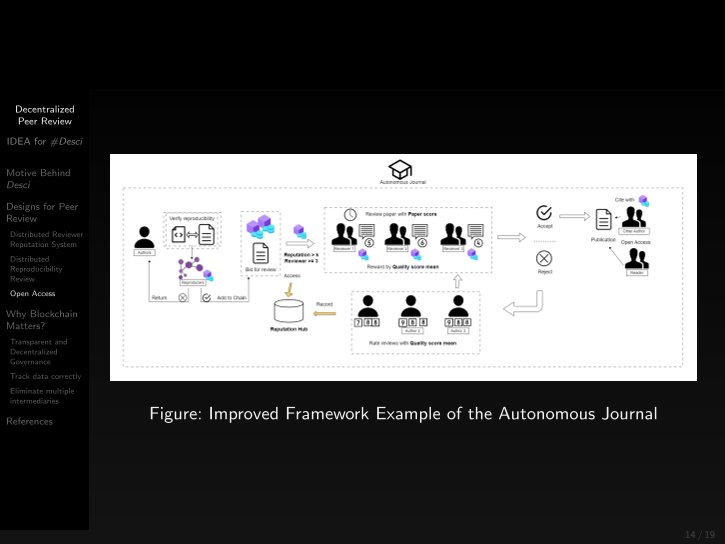 Decentralized
Peer Review
IDEA for #Desci
Motive Behind
Desci
Designs for Peer
Review
Distributed Reviewer
Reputation System
Distributed
Reproducibility
Review
Open Access
Why Blockchain
Matters?
Transparent and
Decentralized
Governance
Track data correctly
Eliminate multiple
intermediaries
References
Autonomous Journal
Verify reproducibility
Authors
Reproducers
Return
Add to Chain
Bid for review
Reputation > x
Reviewer >= 3
Access
Record
Reputation Hub
Review paper with Paper score
Reviewer 1
5
Reviewer 2
6
Reviewer 3
4
Reward by Quality score mean
7 8 8
9 8 8
Author 2
9 8 8
Author 3
Rate reviews with Quality score mean
Accept
Reject
Cite with
Other Author
Publication
Open Access
Reader
Figure: Improved Framework Example of the Autonomous Journal
14 / 19